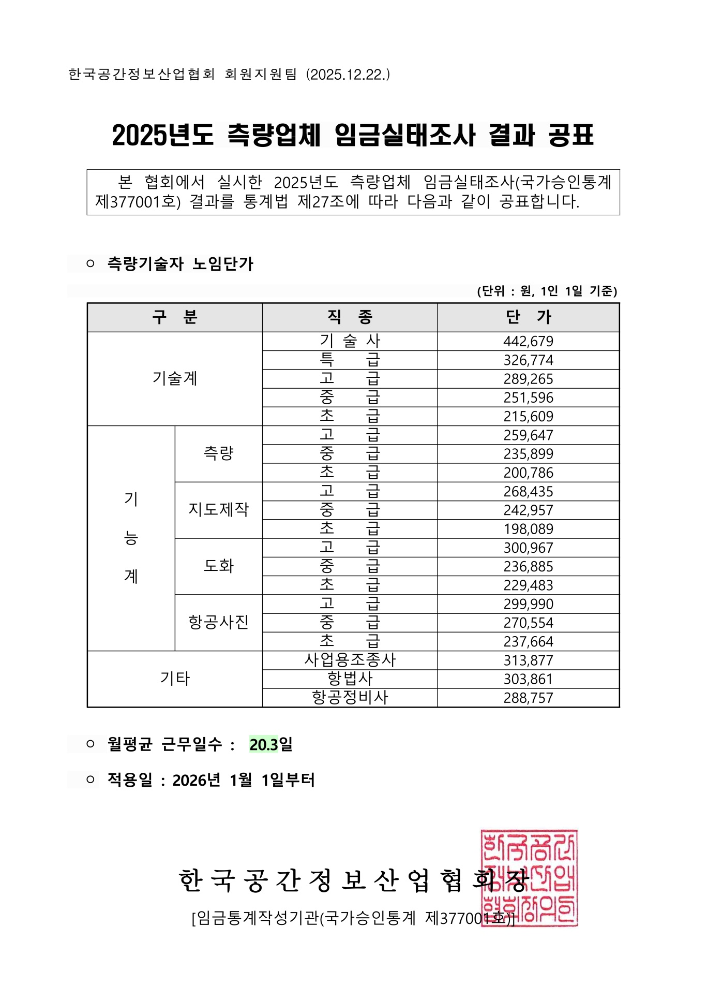 한국공간정보산업협회 회원지원팀 (2025.12.22.)
2025년도 측량업체 임금실태조사 결과 공표
본 협회에서 실시한 2025년도 측량업체 임금실태조사(국가승인통계
제377001호) 결과를 통계법 제27조에 따라 다음과 같이 공표합니다.
○ 측량기술자 노임단가
(단위 : 원, 1인 1일 기준)
구 분 직 종 단 가
기술계 기 술 사 442,679
특 급 326,774
고 급 289,265
중 급 251,596
초 급 215,609
기능계 측량 고 급 259,647
중 급 235,899
초 급 200,786
지도제작 고 급 268,435
중 급 242,957
초 급 198,089
도화 고 급 300,967
중 급 236,885
초 급 229,483
항공사진 고 급 299,990
중 급 270,554
초 급 237,664
기타 사업용조종사 313,877
항법사 303,861
항공정비사 288,757
○ 월평균 근무일수 : 20.3일
○ 적용일 : 2026년 1월 1일부터
한국공간정보산업협회장
[임금통계작성기관(국가승인통계 제377001호)]
한국공간
정보산업
협회장의인